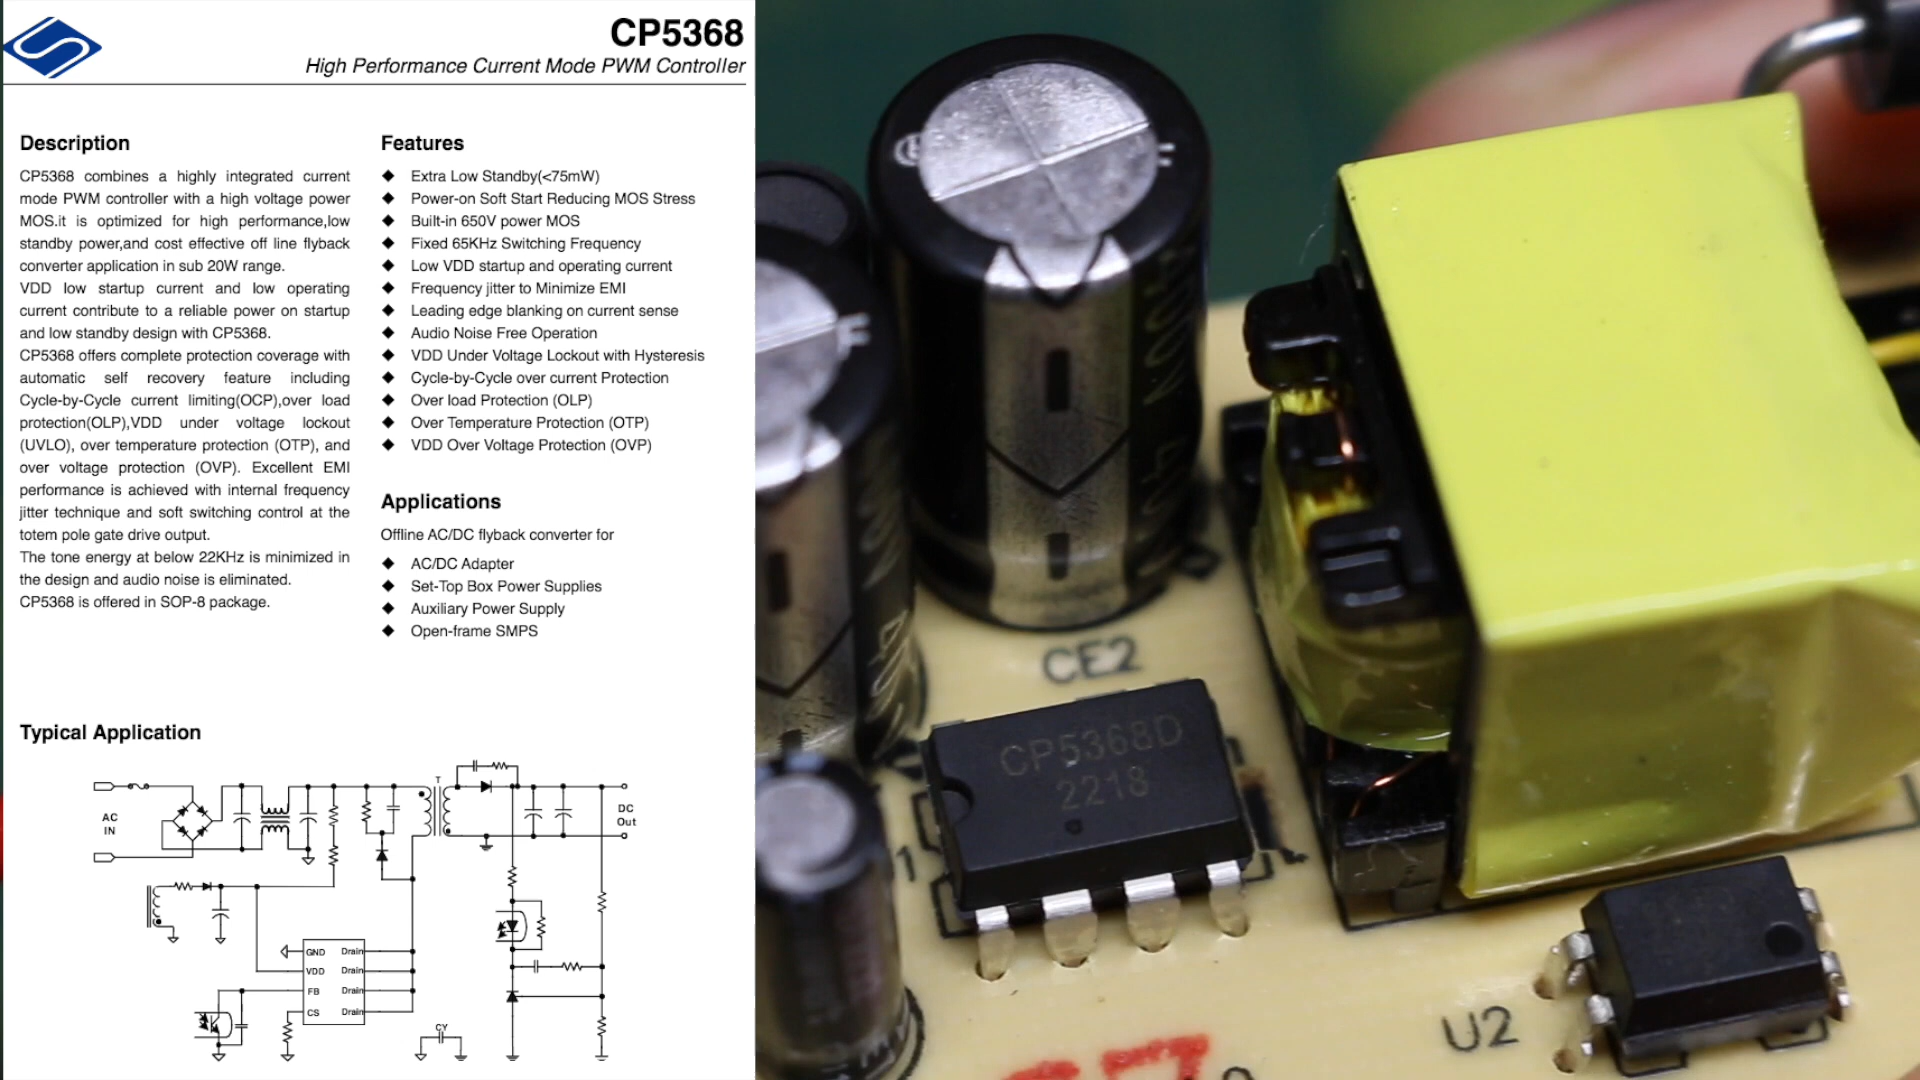 CP5368
High Performance Current Mode PWM Controller
Description
CP5368 combines a highly integrated current
mode PWM controller with a high voltage power
MOS.it is optimized for high performance,low
standby power,and cost effective off line flyback
converter application in sub 20W range.
VDD low startup current and low operating
current contribute to a reliable power on startup
and low standby design with CP5368.
CP5368 offers complete protection coverage with
automatic self recovery feature including
Cycle-by-Cycle current limiting(OCP),over load
protection(OLP),VDD under voltage lockout
(UVLO), over temperature protection (OTP), and
over voltage protection (OVP). Excellent EMI
performance is achieved with internal frequency
jitter technique and soft switching control at the
totem pole gate drive output.
The tone energy at below 22KHz is minimized in
the design and audio noise is eliminated.
CP5368 is offered in SOP-8 package.
Features
◆ Extra Low Standby(<75mW)
◆ Power-on Soft Start Reducing MOS Stress
◆ Built-in 650V power MOS
◆ Fixed 65KHz Switching Frequency
◆ Low VDD startup and operating current
◆ Frequency jitter to Minimize EMI
◆ Leading edge blanking on current sense
◆ Audio Noise Free Operation
◆ VDD Under Voltage Lockout with Hysteresis
◆ Cycle-by-Cycle over current Protection
◆ Over load Protection (OLP)
◆ Over Temperature Protection (OTP)
◆ VDD Over Voltage Protection (OVP)
Applications
Offline AC/DC flyback converter for
◆ AC/DC Adapter
◆ Set-Top Box Power Supplies
◆ Auxiliary Power Supply
◆ Open-frame SMPS
Typical Application
AC
IN
T
DC
Out
GND Drain
VDD Drain
FB Drain
CS Drain
CY
CE2
CP5368D
2218
1
U2